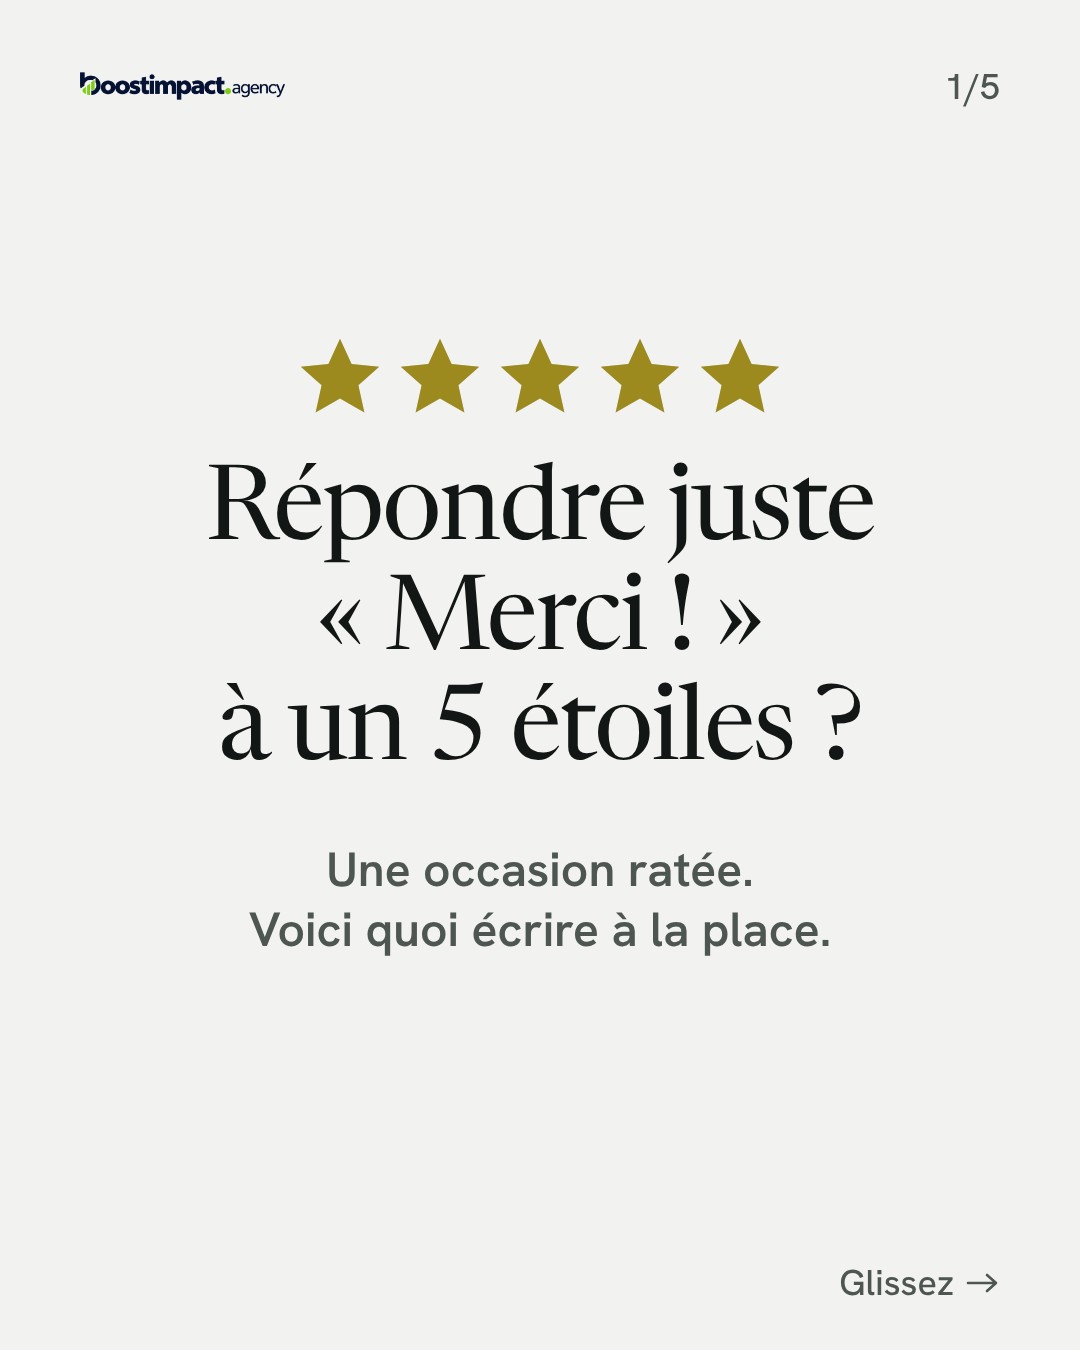 boostimpact.agency
1/5
Répondre juste
« Merci ! »
à un 5 étoiles ?
Une occasion ratée.
Voici quoi écrire à la place.
Glissez →